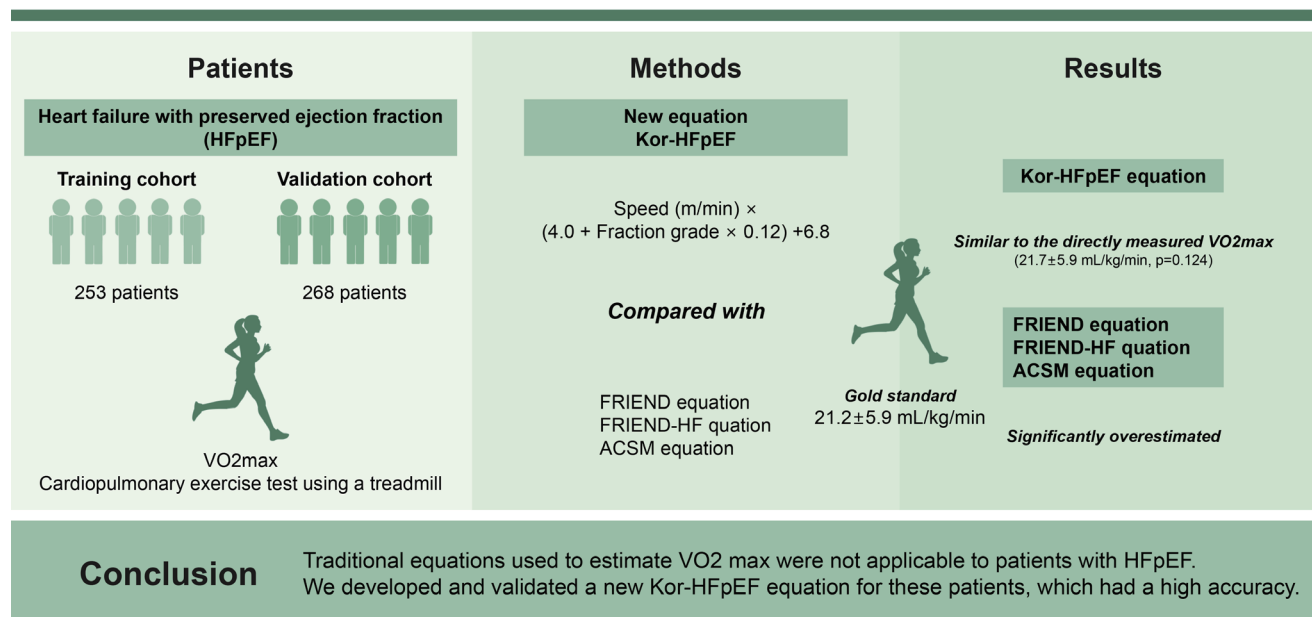 Patients
Heart failure with preserved ejection fraction
(HFpEF)
Training cohort
Validation cohort
253 patients
268 patients
VO2max
Cardiopulmonary exercise test using a treadmill
Methods
New equation
Kor-HFpEF
Speed (m/min) ×
(4.0 + Fraction grade × 0.12) +6.8
Compared with
FRIEND equation
FRIEND-HF quation
ACSM equation
Gold standard
21.2±5.9 mL/kg/min
Results
Kor-HFpEF equation
Similar to the directly measured VO2max
(21.7±5.9 mL/kg/min, p=0.124)
FRIEND equation
FRIEND-HF quation
ACSM equation
Significantly overestimated
Conclusion
Traditional equations used to estimate VO2 max were not applicable to patients with HFpEF.
We developed and validated a new Kor-HFpEF equation for these patients, which had a high accuracy.